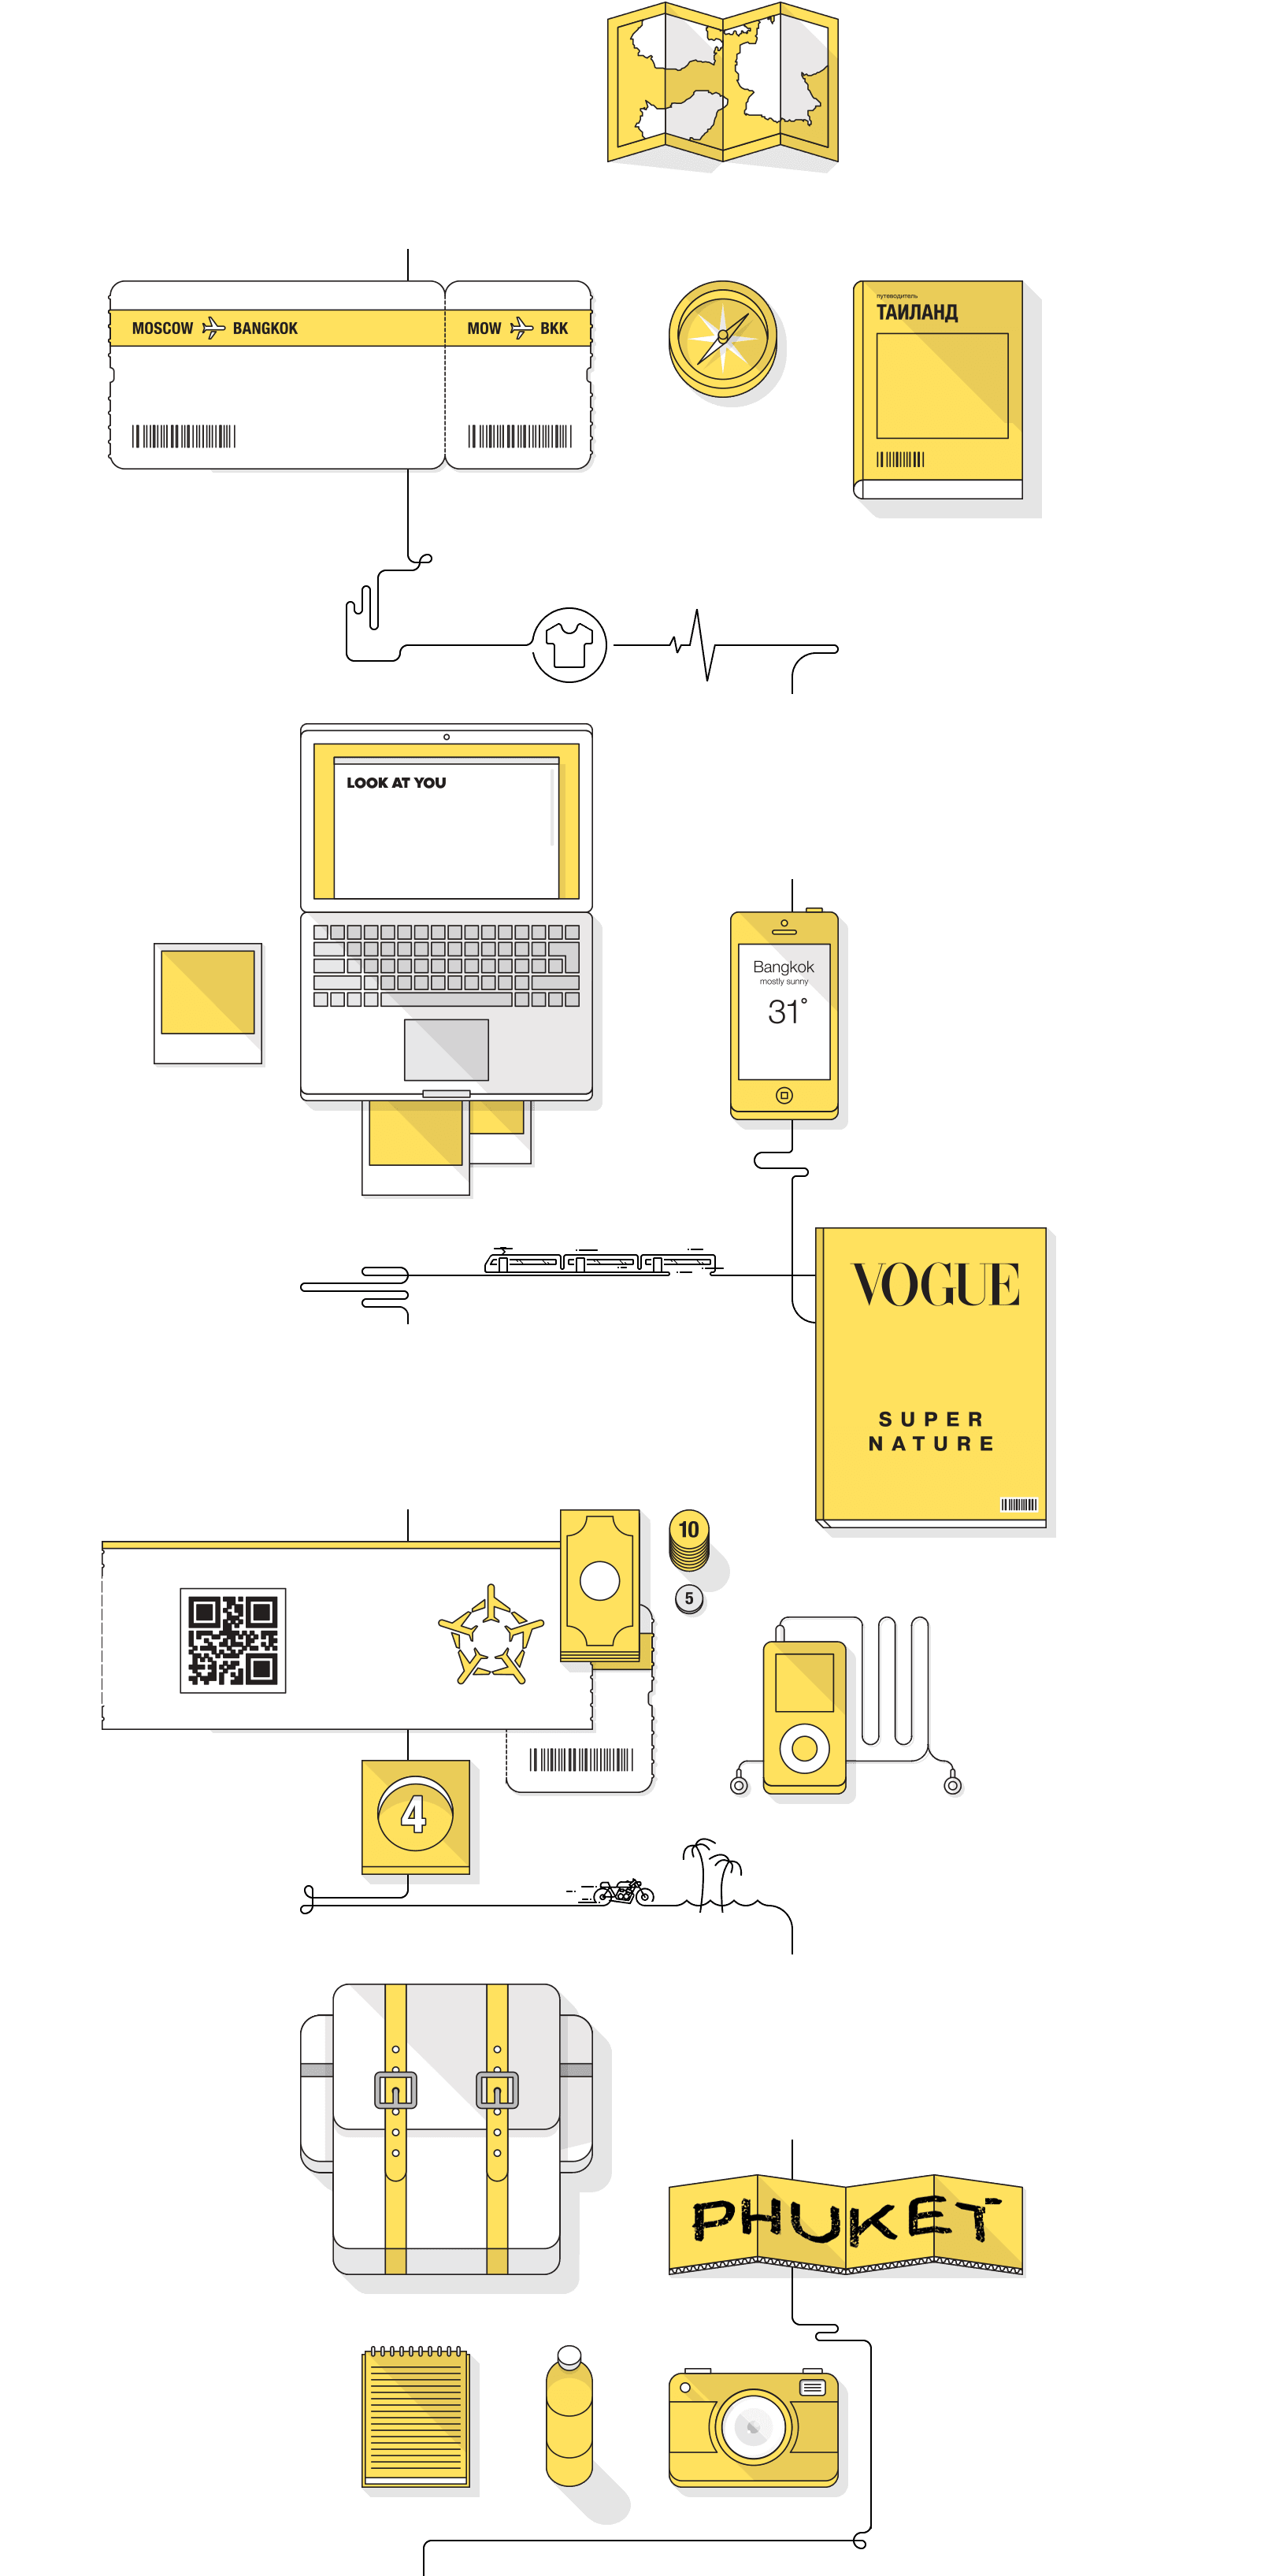 MOSCOW BANGKOK
MOW BKK
путеводитель
ТАИЛАНД
LOOK AT YOU
Bangkok
mostly sunny
31°
VOGUE
SUPER
NATURE
10
5
4
PHUKET